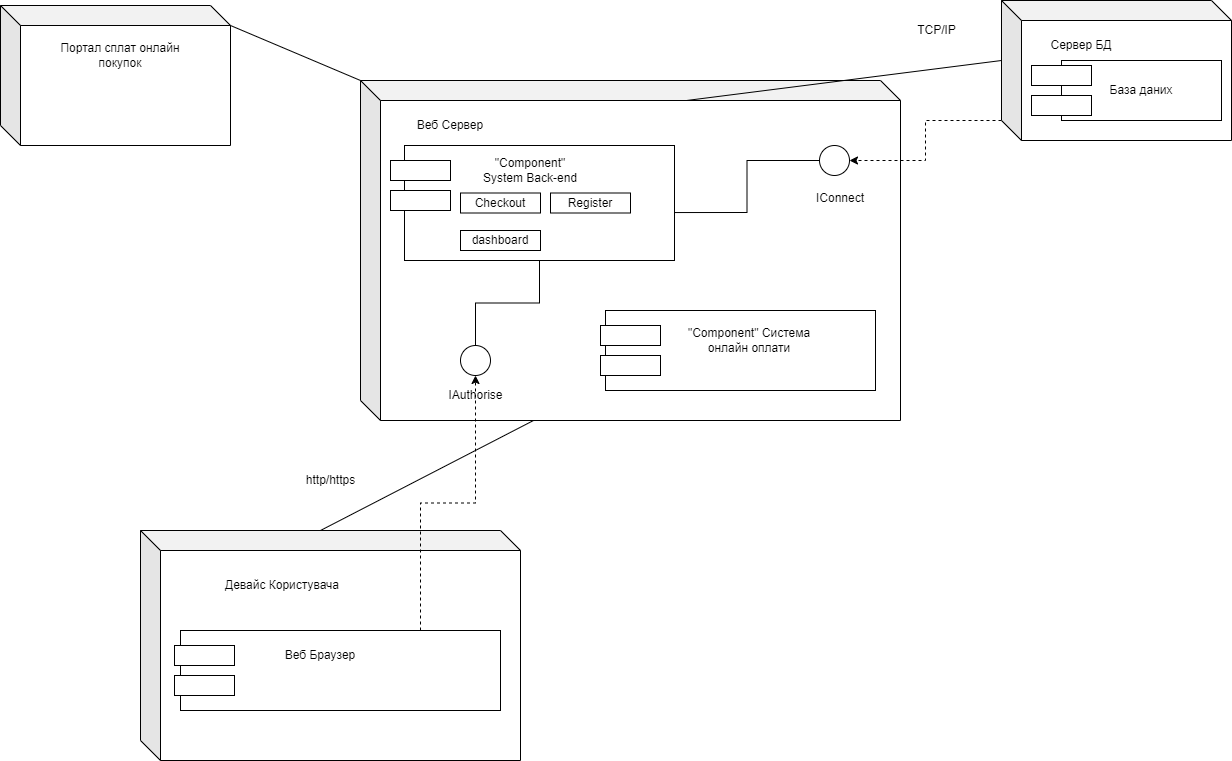 Портал сплат онлайн
покупок
TCP/IP
Сервер БД
База даних
Веб Сервер
"Component"
System Back-end
Checkout
Register
dashboard
IConnect
"Component" Система
онлайн оплати
IAuthorise
http/https
Девайс Користувача
Веб Браузер